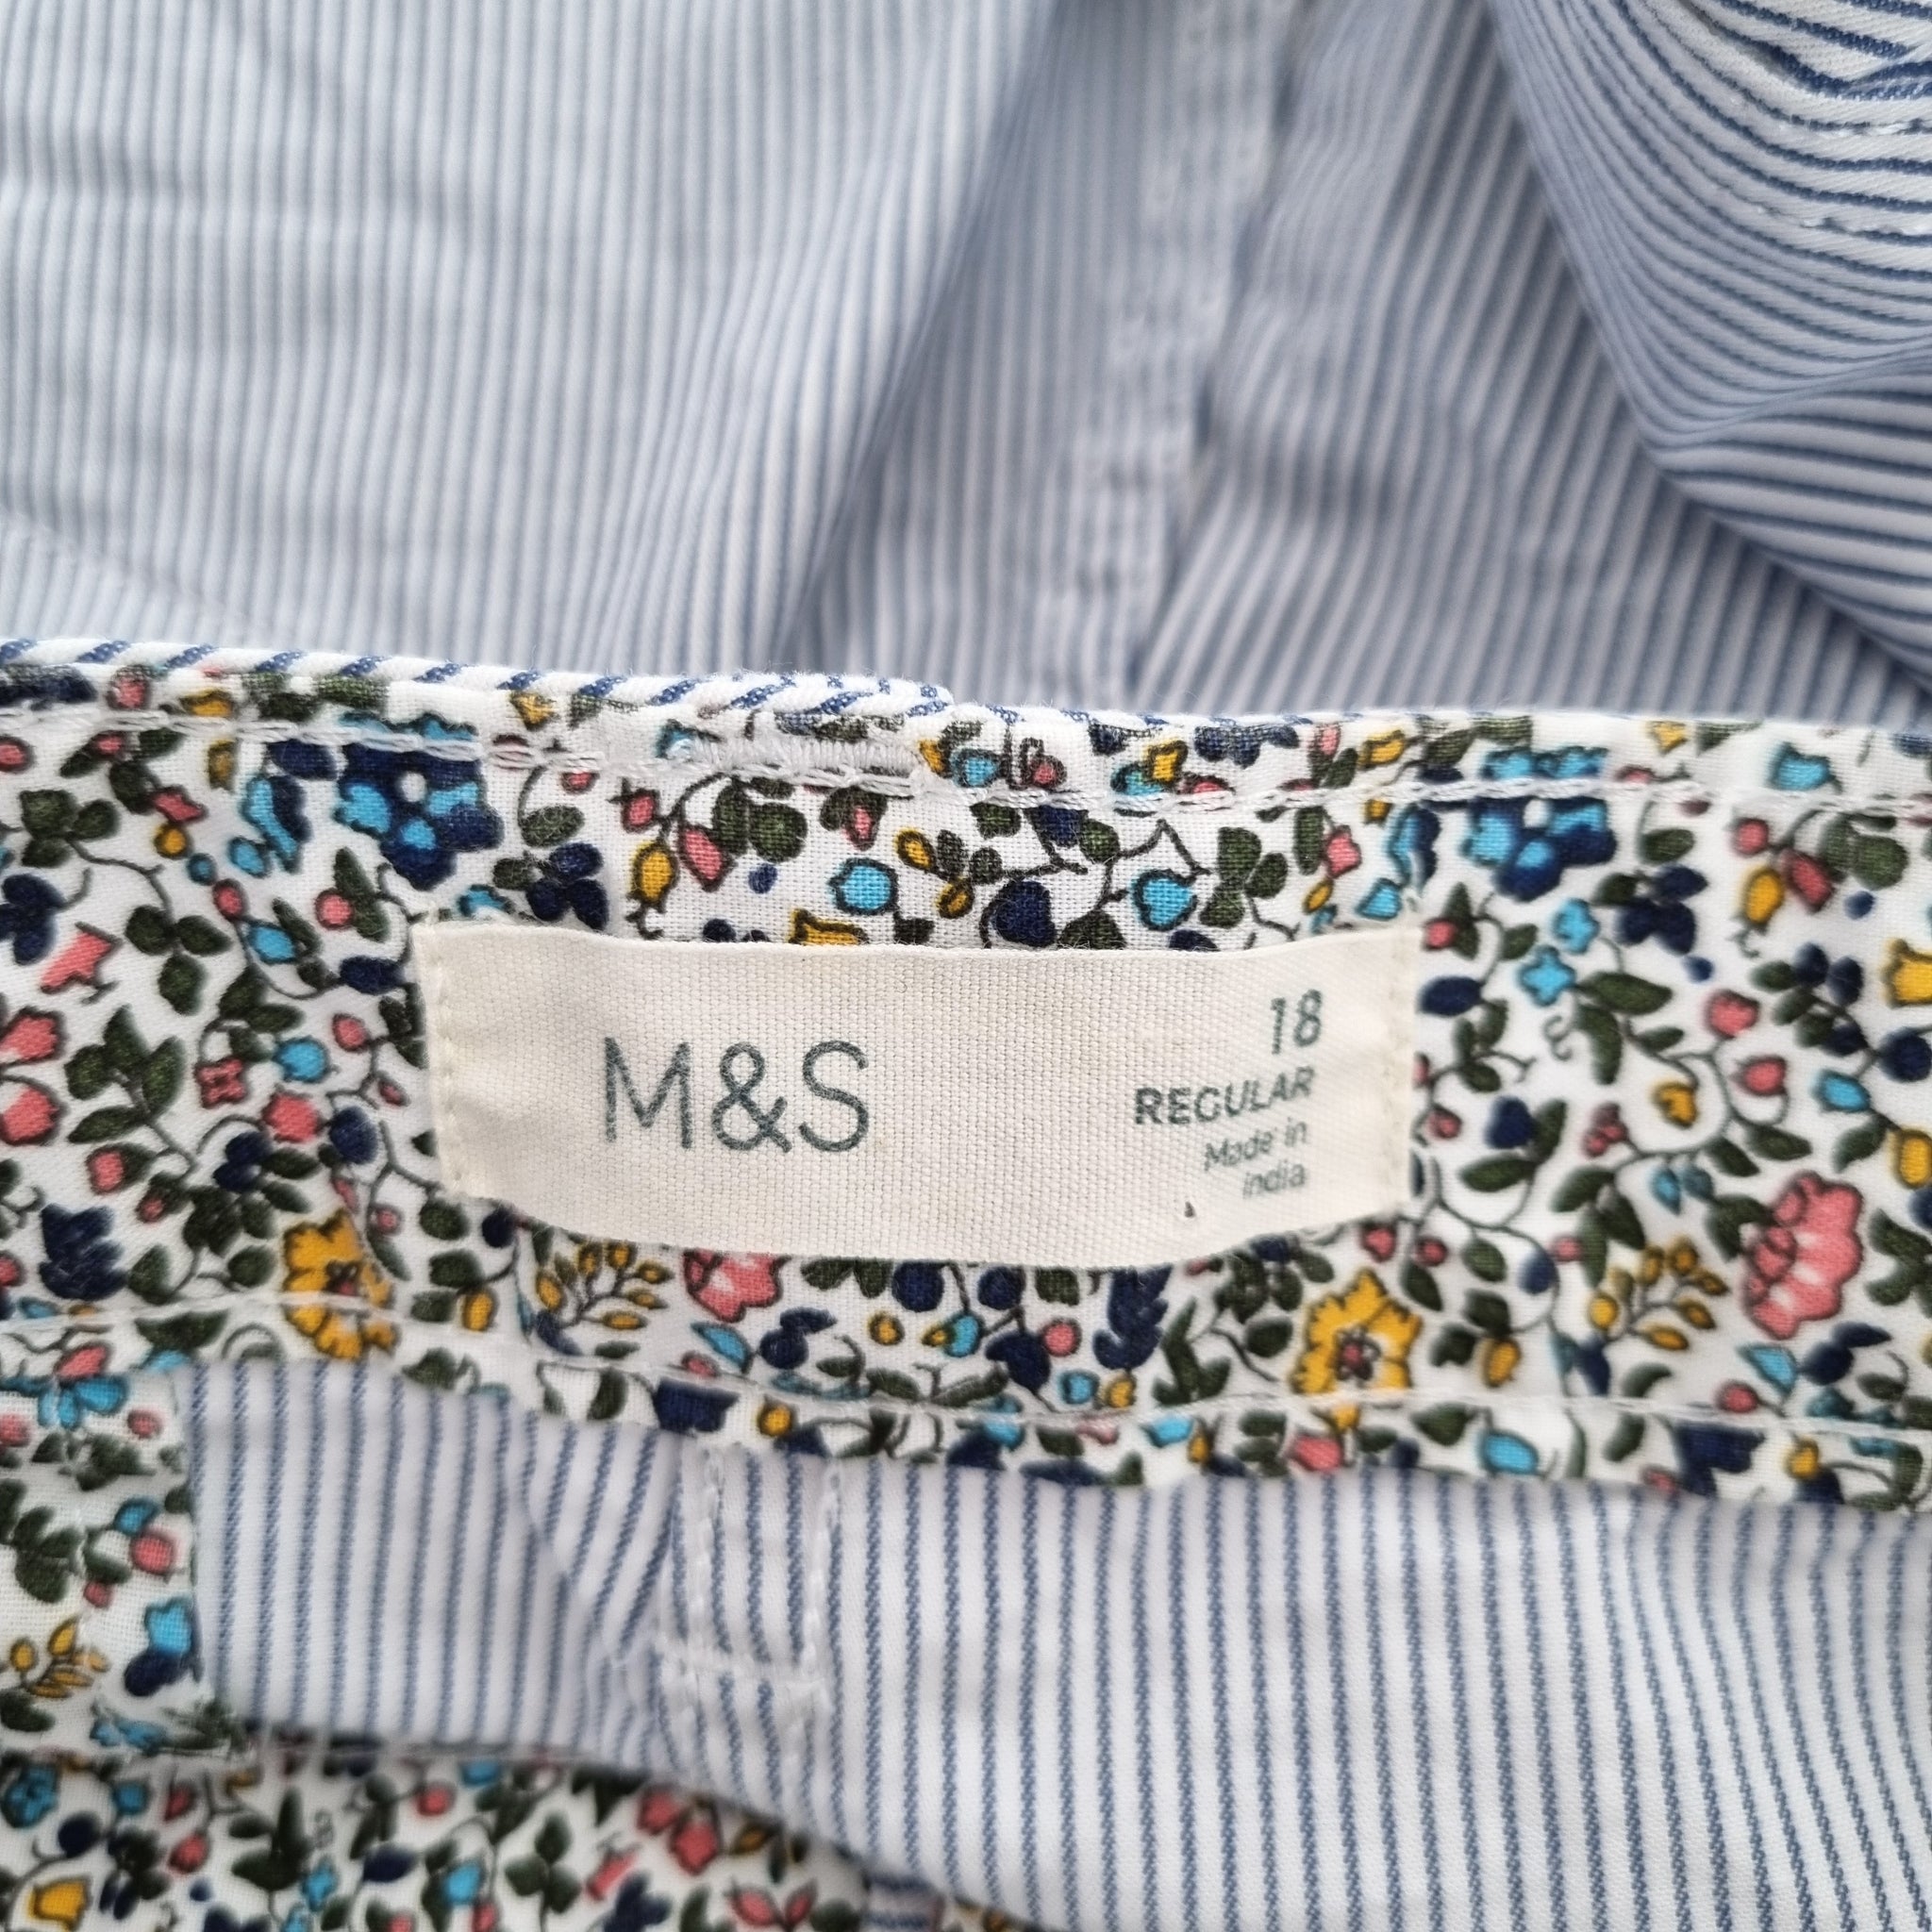 M&S
18
REGULAR
Made in
India